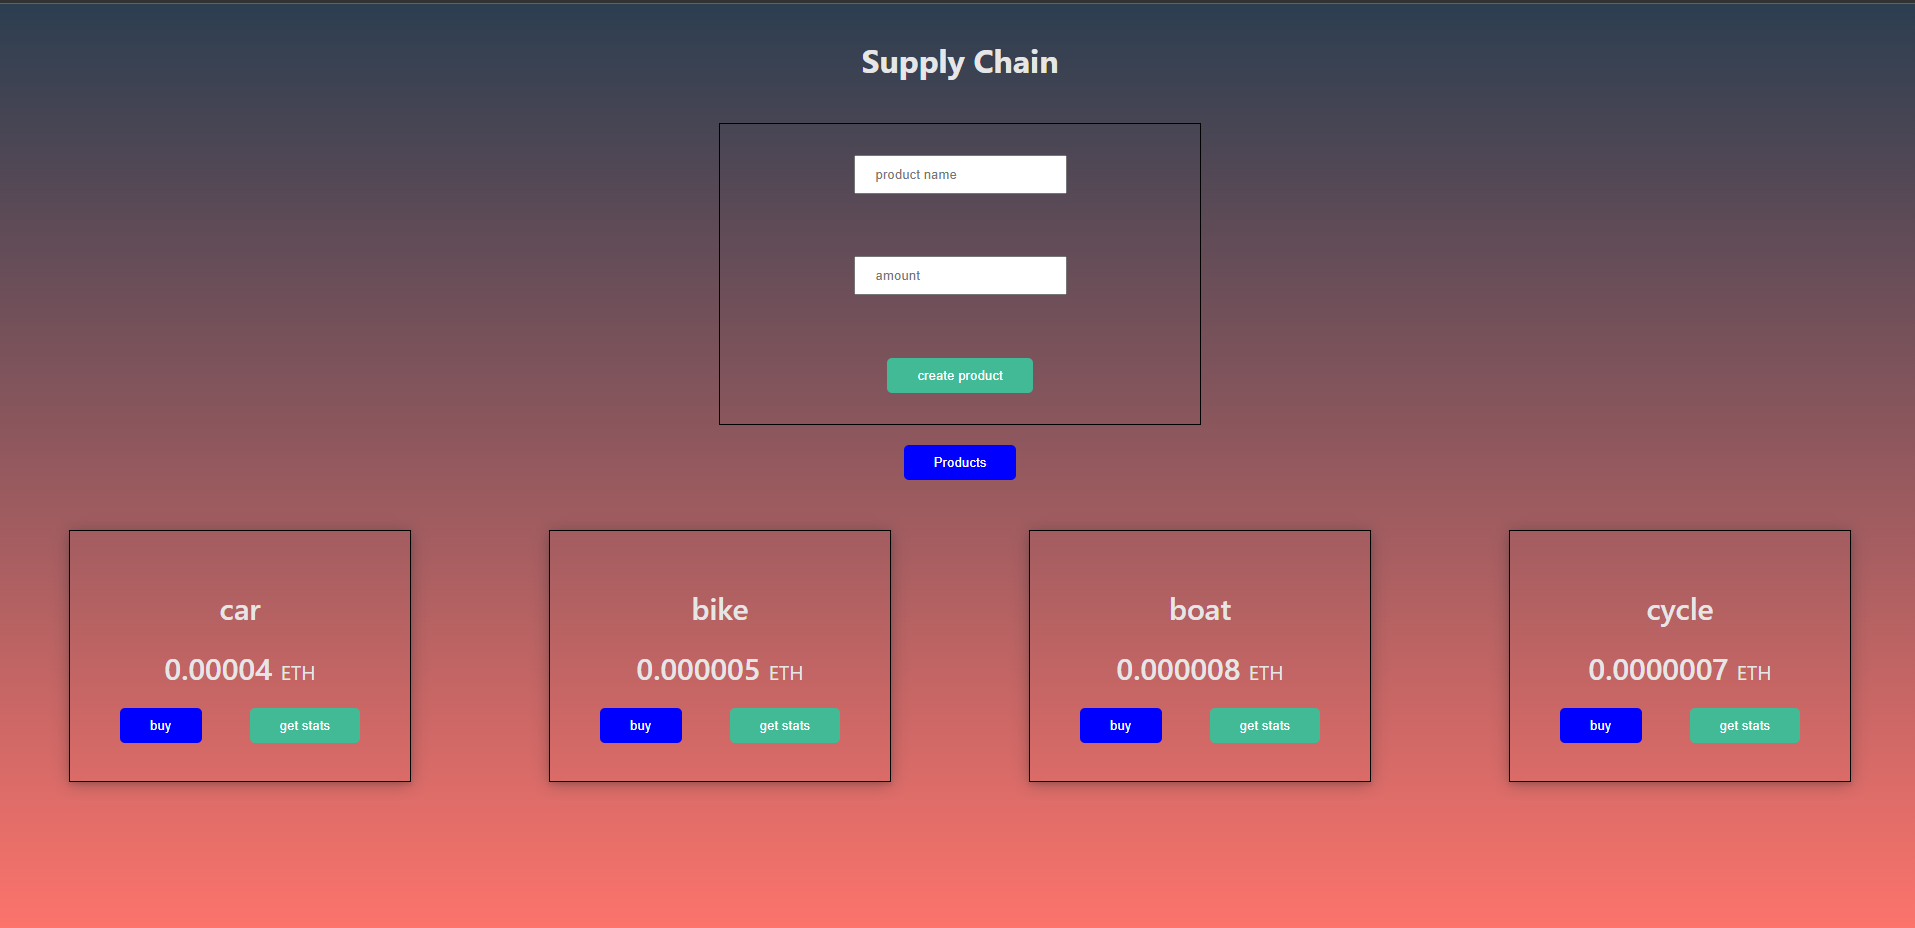 Supply Chain
product name
amount
create product
Products
car
0.00004 ETH
buy get stats
bike
0.000005 ETH
buy get stats
boat
0.000008 ETH
buy get stats
cycle
0.0000007 ETH
buy get stats